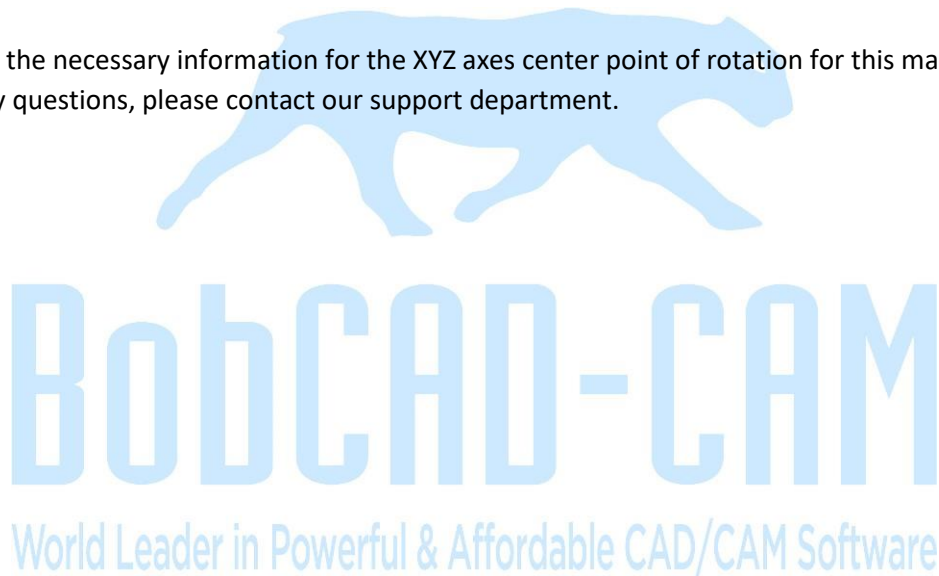 the necessary information for the XYZ axes center point of rotation for this ma
questions, please contact our support department.
BobCAD-CAM
World Leader in Powerful & Affordable CAD/CAM Software